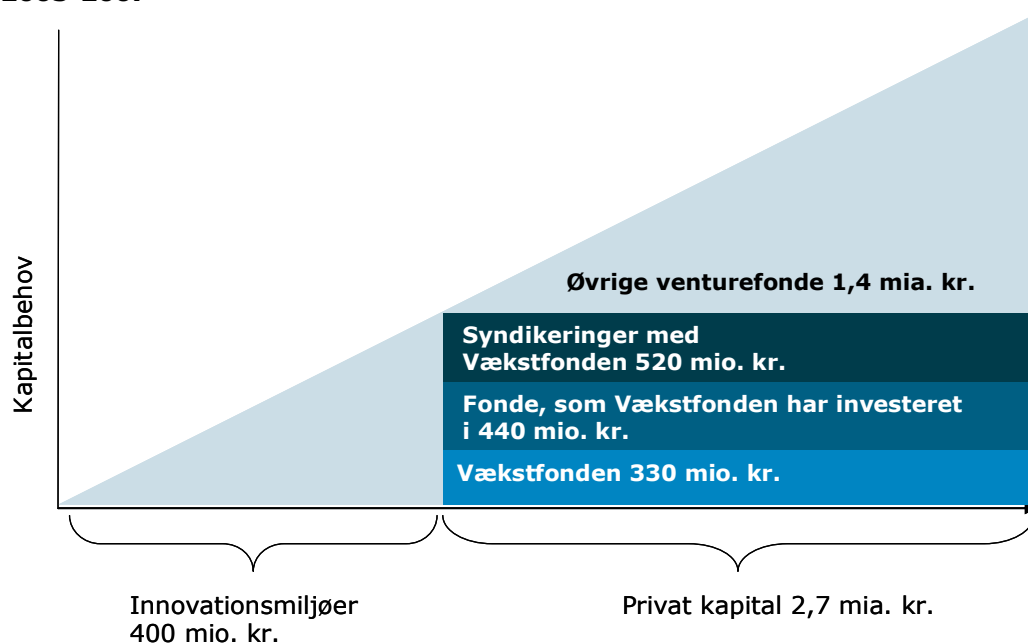 Kapitalbehov
Øvrige venturefonde 1,4 mia. kr.
Syndikeringer med
Vækstfonden 520 mio. kr.
Fonde, som Vækstfonden har investeret
i 440 mio. kr.
Vækstfonden 330 mio. kr.
Innovationsmiljøer
400 mio. kr.
Privat kapital 2,7 mia. kr.